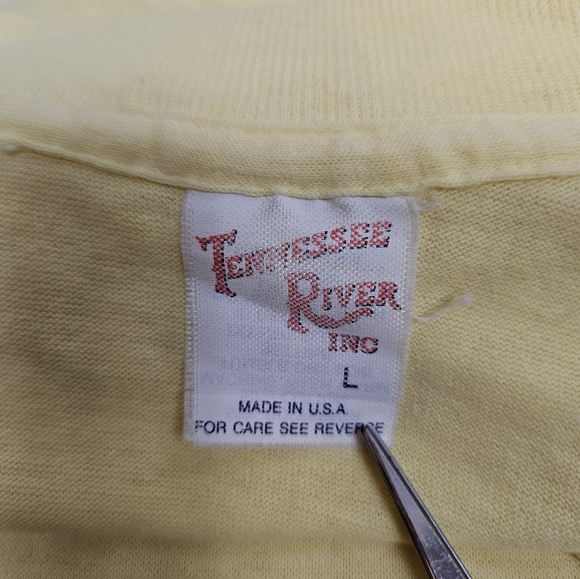 TENNESSEE
RIVER
INC
L
MADE IN U.S.A.
FOR CARE SEE REVERSE